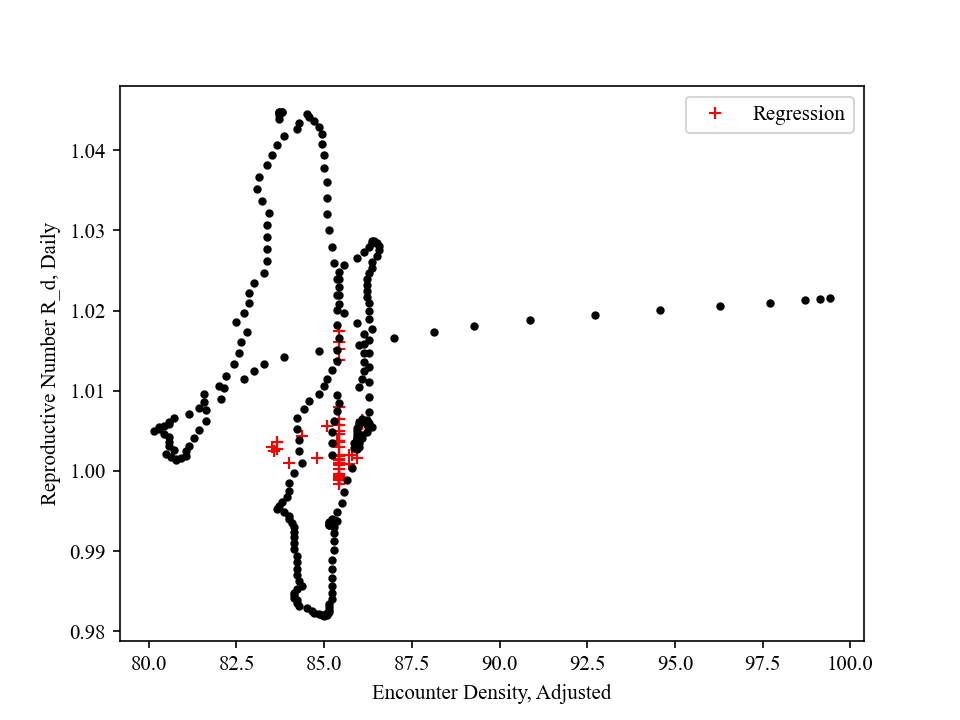 Regression
1.04
1.03
1.02
1.01
1.00
0.99
0.98
Reproductive Number R_d, Daily
80.0 82.5 85.0 87.5 90.0 92.5 95.0 97.5 100.0
Encounter Density, Adjusted